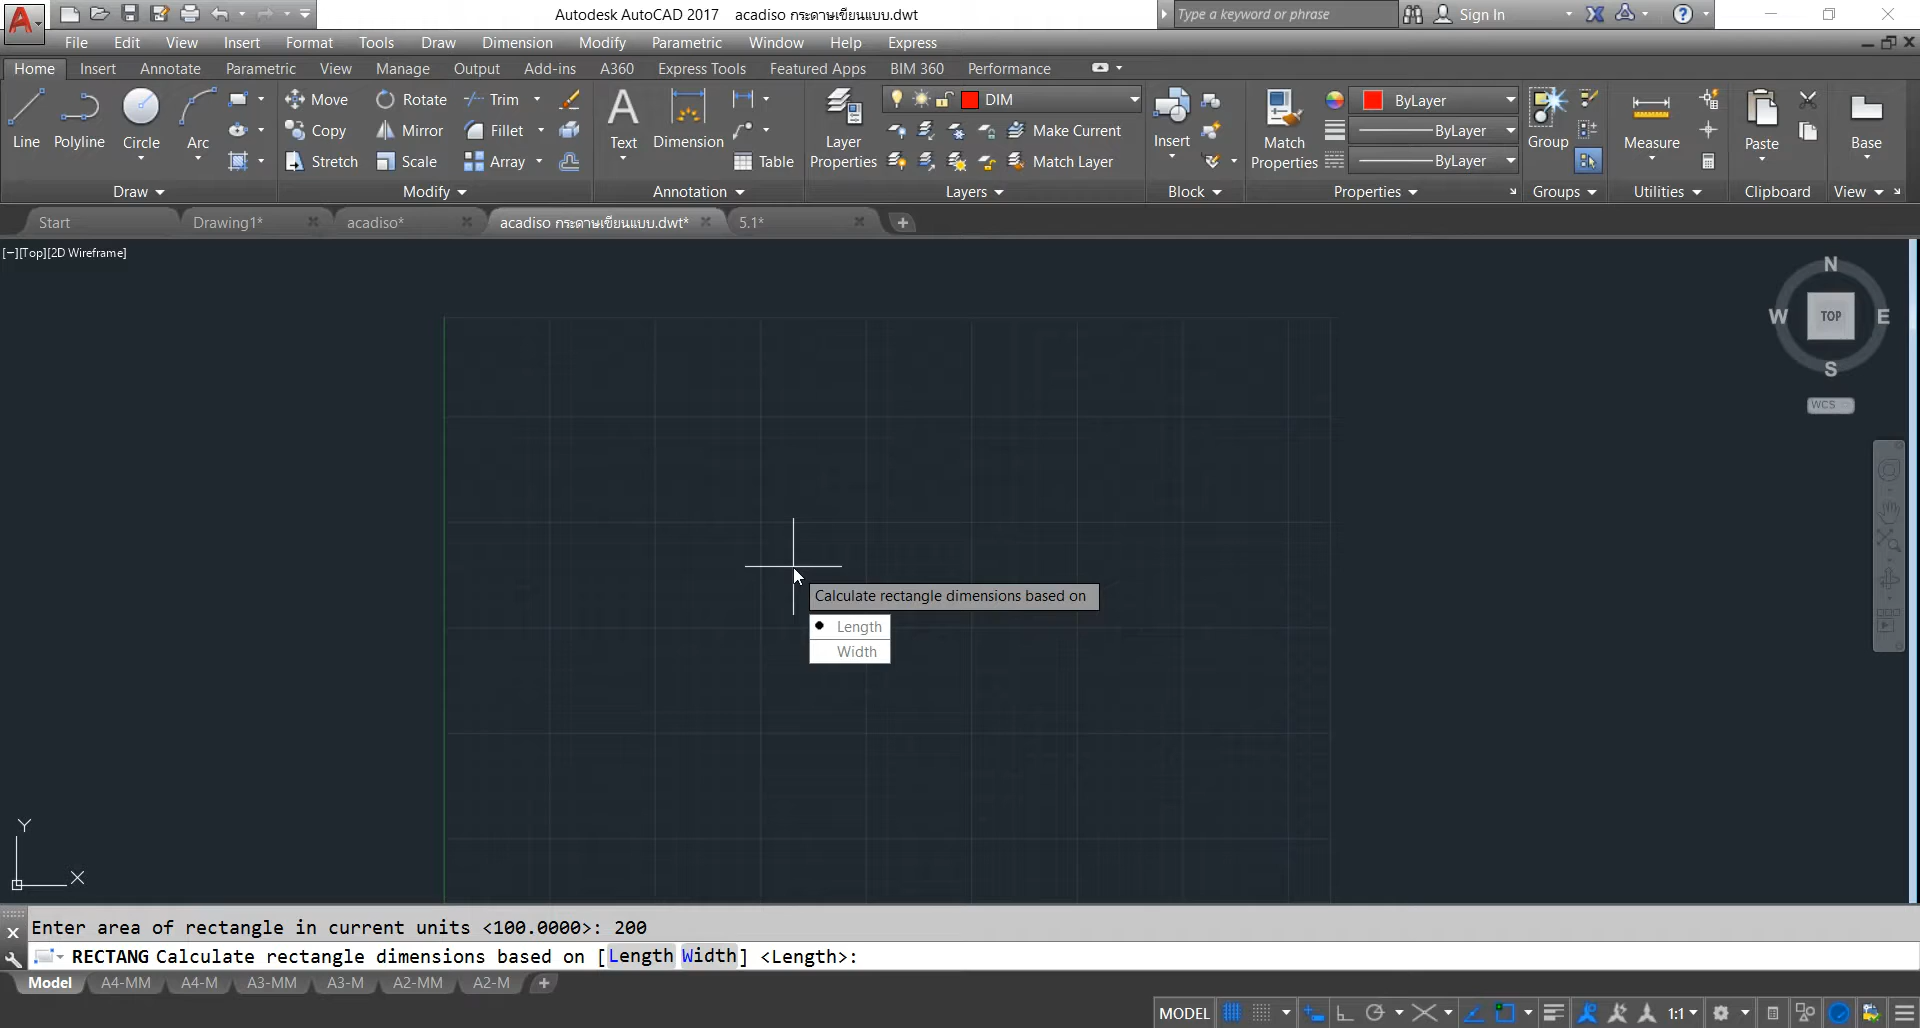 Autodesk AutoCAD 2017 acadiso กระดาษเขียนแบบ.dwt
Type a keyword or phrase
Sign In
File Edit View Insert Format Tools Draw Dimension Modify Parametric Window Help Express
Home Insert Annotate Parametric View Manage Output Add-ins A360 Express Tools Featured Apps BIM 360 Performance
Move Rotate Trim DIM ByLayer
Copy Mirror Fillet Make Current ByLayer
Line Polyline Circle Arc Text Dimension Layer Properties Insert Match Properties Group Measure Paste Base
Stretch Scale Array Table Match Layer ByLayer
Draw Modify Annotation Layers Block Properties Groups Utilities Clipboard View
Start Drawing1* acadiso* acadiso กระดาษเขียนแบบ.dwt* 5.1*
[−][Top][2D Wireframe]
N
W TOP E
S
WCS
Calculate rectangle dimensions based on
Length
Width
Y
X
Enter area of rectangle in current units <100.0000>: 200
RECTANG Calculate rectangle dimensions based on [Length Width] <Length>:
Model A4-MM A4-M A3-MM A3-M A2-MM A2-M
MODEL 1:1